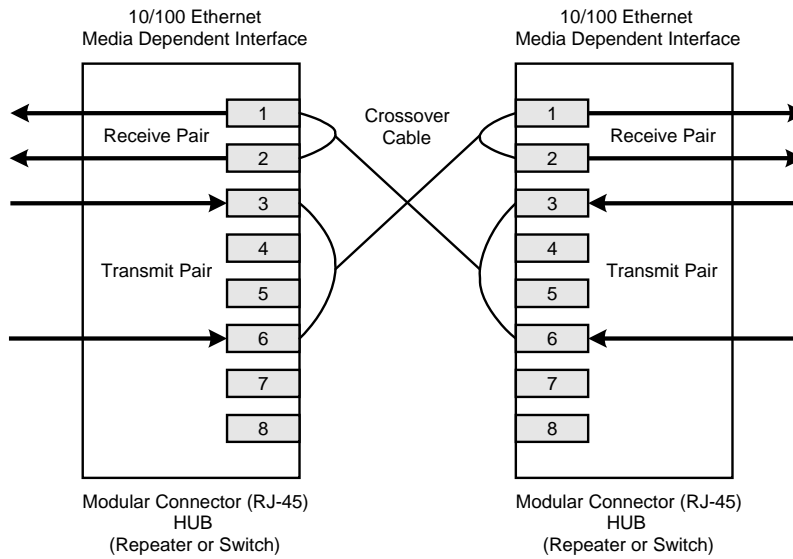 10/100 Ethernet
Media Dependent Interface
10/100 Ethernet
Media Dependent Interface
1
Receive Pair
2
3
4
Transmit Pair
5
6
7
8
Crossover
Cable
1
Receive Pair
2
3
4
Transmit Pair
5
6
7
8
Modular Connector (RJ-45)
HUB
(Repeater or Switch)
Modular Connector (RJ-45)
HUB
(Repeater or Switch)